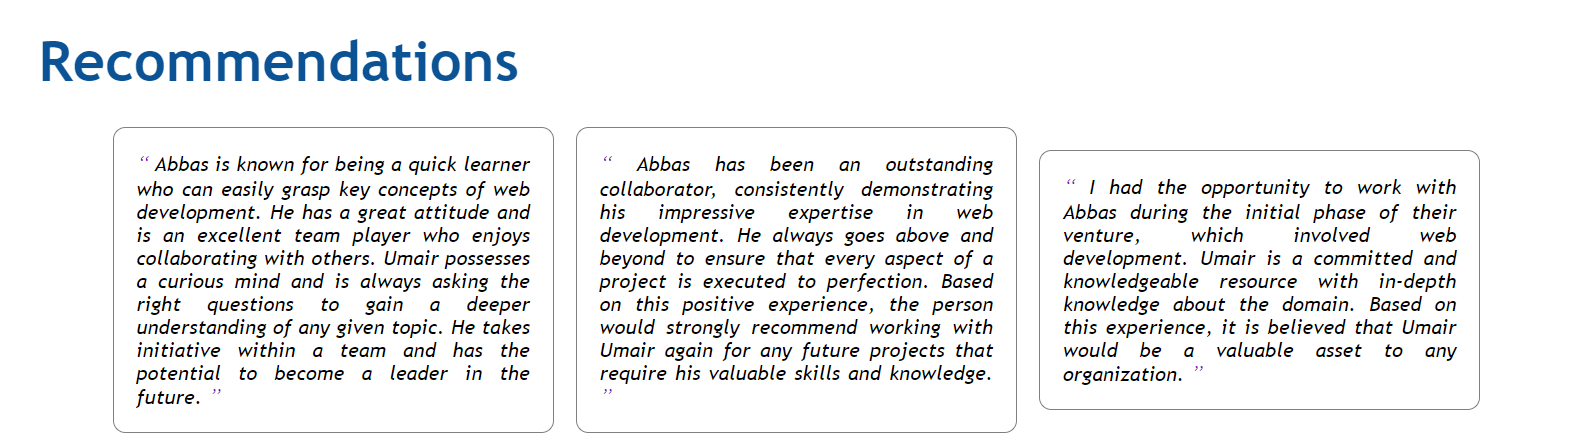 Recommendations
“ Abbas is known for being a quick learner
who can easily grasp key concepts of web
development. He has a great attitude and
is an excellent team player who enjoys
collaborating with others. Umair possesses
a curious mind and is always asking the
right questions to gain a deeper
understanding of any given topic. He takes
initiative within a team and has the
potential to become a leader in the
future. ”
“ Abbas has been an outstanding
collaborator, consistently demonstrating
his impressive expertise in web
development. He always goes above and
beyond to ensure that every aspect of a
project is executed to perfection. Based
on this positive experience, the person
would strongly recommend working with
Umair again for any future projects that
require his valuable skills and knowledge.
”
“ I had the opportunity to work with
Abbas during the initial phase of their
venture, which involved web
development. Umair is a committed and
knowledgeable resource with in-depth
knowledge about the domain. Based on
this experience, it is believed that Umair
would be a valuable asset to any
organization. ”